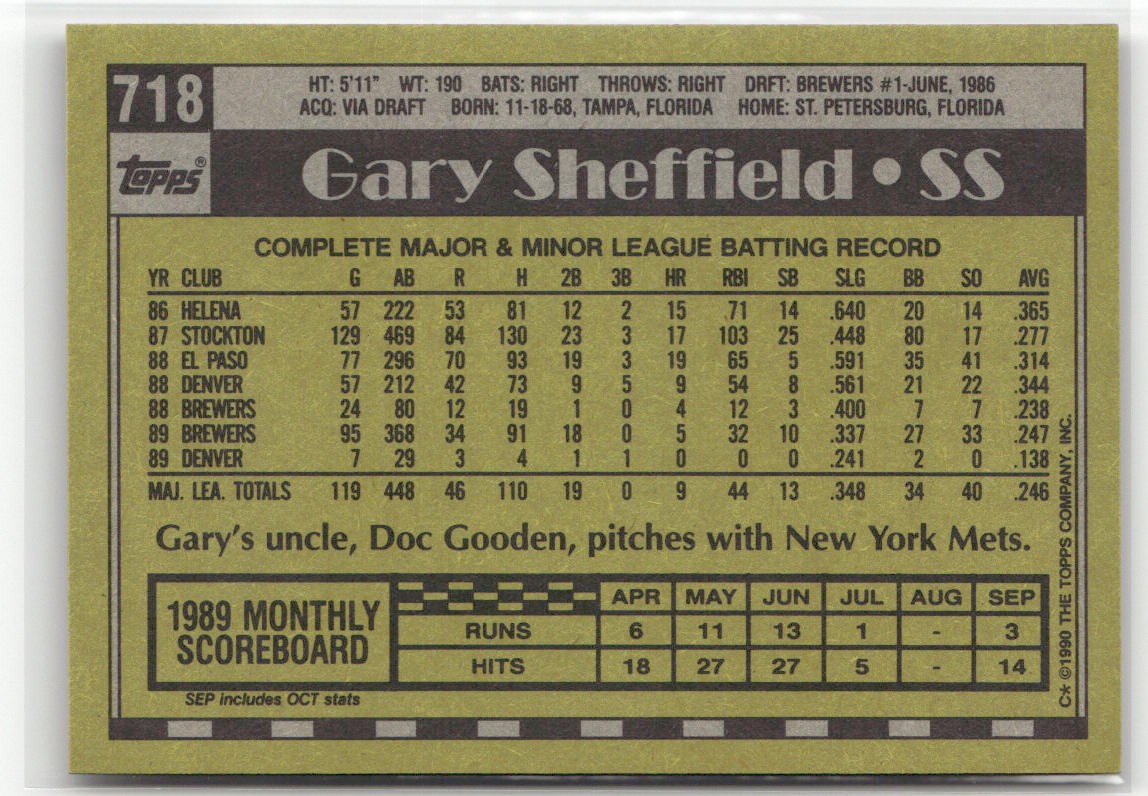 718
HT: 5'11" WT: 190 BATS: RIGHT THROWS: RIGHT DRFT: BREWERS #1-JUNE, 1986
ACQ: VIA DRAFT BORN: 11-18-68, TAMPA, FLORIDA HOME: ST. PETERSBURG, FLORIDA
topps®
Gary Sheffield • SS
COMPLETE MAJOR & MINOR LEAGUE BATTING RECORD
YR CLUB G AB R H 2B 3B HR RBI SB SLG BB SO AVG
86 HELENA 57 222 53 81 12 2 15 71 14 .640 20 14 .365
87 STOCKTON 129 469 84 130 23 3 17 103 25 .448 80 17 .277
88 EL PASO 77 296 70 93 19 3 19 65 5 .591 35 41 .314
88 DENVER 57 212 42 73 9 5 9 54 8 .561 21 22 .344
88 BREWERS 24 80 12 19 1 0 4 12 3 .400 7 7 .238
89 BREWERS 95 368 34 91 18 0 5 32 10 .337 27 33 .247
89 DENVER 7 29 3 4 1 1 0 0 0 .241 2 0 .138
MAJ. LEA. TOTALS 119 448 46 110 19 0 9 44 13 .348 34 40 .246
Gary's uncle, Doc Gooden, pitches with New York Mets.
1989 MONTHLY
SCOREBOARD
APR MAY JUN JUL AUG SEP
RUNS 6 11 13 1 - 3
HITS 18 27 27 5 - 14
SEP includes OCT stats
C* ©1990 THE TOPPS COMPANY, INC.